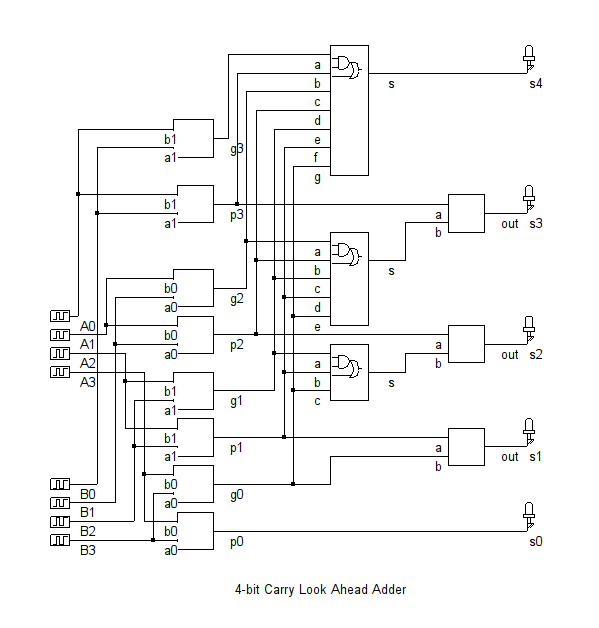 s4
a
b
s
c
d
b1
e
g3
a1
f
g
b1
p3
a1
a
out
s3
b
a
b
s
b0
g2
c
a0
d
A0
b0
p2
e
A1
a0
a
out
s2
b
A2
a
A3
b
s
b1
g1
c
a1
b1
p1
a
out
s1
a1
b
b0
g0
B0
a0
B1
B2
b0
p0
s0
B3
a0
4-bit Carry Look Ahead Adder